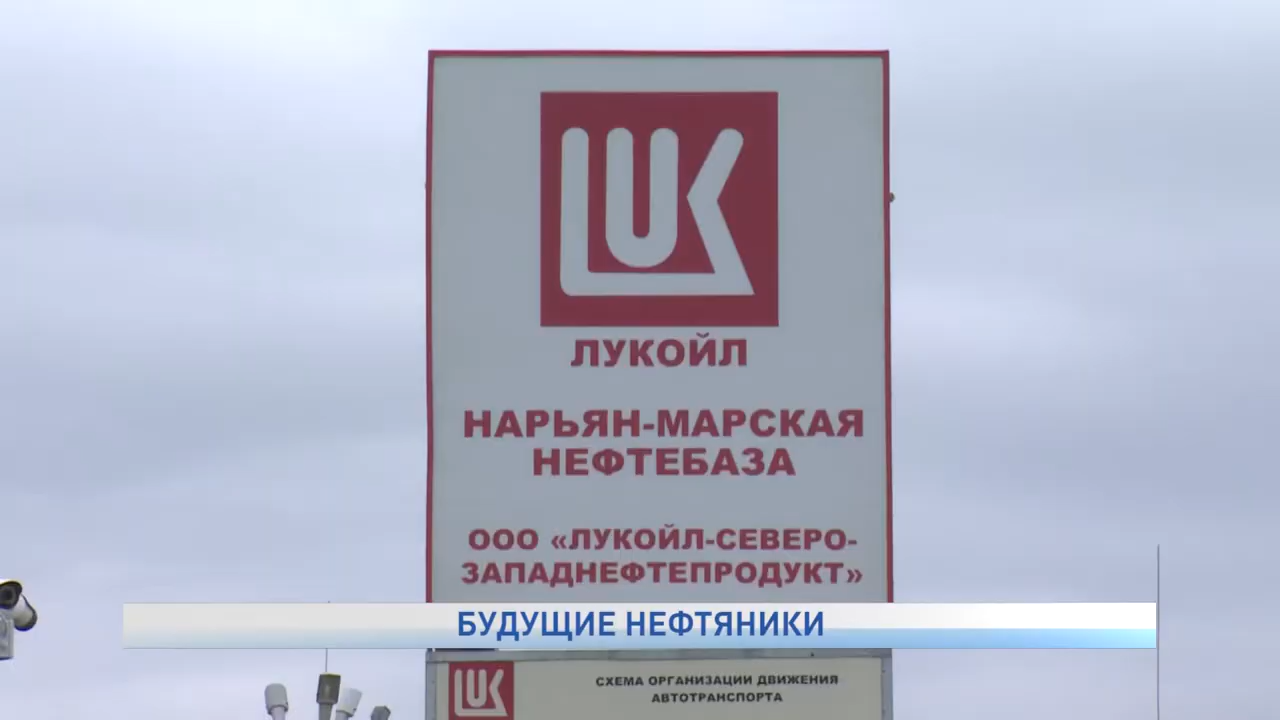 LUK
ЛУКОЙЛ
НАРЬЯН-МАРСКАЯ
НЕФТЕБАЗА
ООО «ЛУКОЙЛ-СЕВЕРО-
ЗАПАДНЕФТЕПРОДУКТ»
БУДУЩИЕ НЕФТЯНИКИ
LUK
СХЕМА ОРГАНИЗАЦИИ ДВИЖЕНИЯ
АВТОТРАНСПОРТА